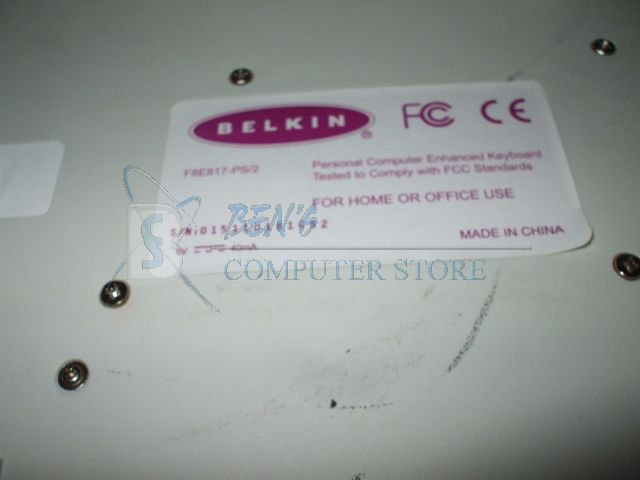 BELKIN ®
FC CE
F8E817-PS/2
Personal Computer Enhanced Keyboard
Tested to Comply with FCC Standards
FOR HOME OR OFFICE USE
S/N:
MADE IN CHINA
40mA
BEN'S
COMPUTER STORE